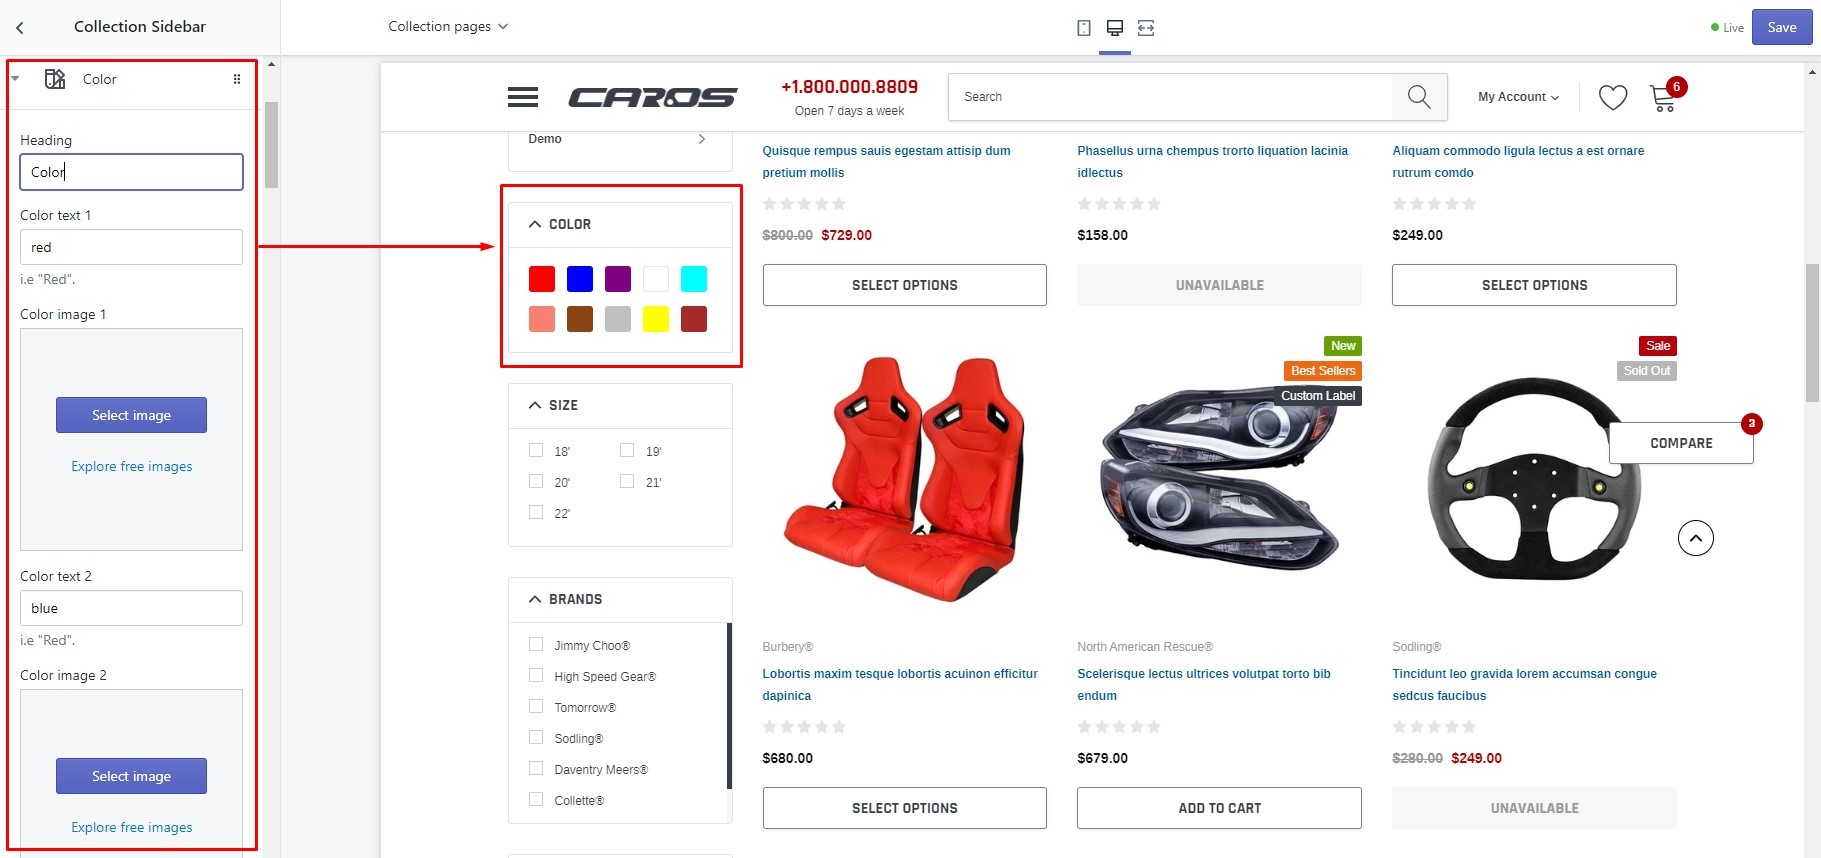 Collection Sidebar
Collection pages
Live
Save
Color
Heading
Color
Color text 1
red
i.e "Red".
Color image 1
Select image
Explore free images
Color text 2
blue
i.e "Red".
Color image 2
Select image
Explore free images
CAROS
+1.800.000.8809
Open 7 days a week
Search
My Account
6
Demo
COLOR
SIZE
18'
19'
20'
21'
22'
BRANDS
Jimmy Choo®
High Speed Gear®
Tomorrow®
Sodling®
Daventry Meers®
Collette®
Quisque rempus sauis egestam attisip dum
pretium mollis
$800.00 $729.00
SELECT OPTIONS
Phasellus urna chempus trorto liquation lacinia
idlectus
$158.00
UNAVAILABLE
Aliquam commodo ligula lectus a est ornare
rutrum comdo
$249.00
SELECT OPTIONS
Burbery®
Lobortis maxim tesque lobortis acuinon efficitur
dapinica
$680.00
SELECT OPTIONS
New
Best Sellers
Custom Label
North American Rescue®
Scelerisque lectus ultrices volutpat torto bib
endum
$679.00
ADD TO CART
Sale
Sold Out
Sodling®
Tincidunt leo gravida lorem accumsan congue
sedcus faucibus
$280.00 $249.00
UNAVAILABLE
COMPARE
3